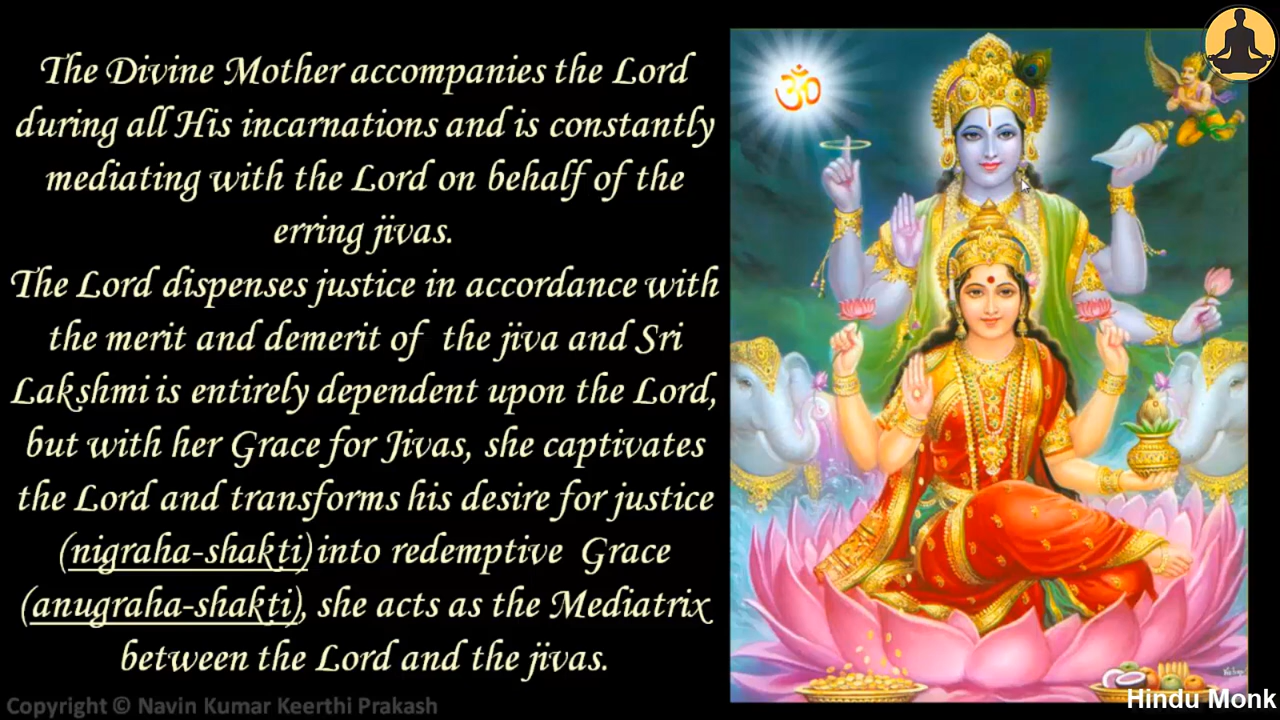 The Divine Mother accompanies the Lord
during all His incarnations and is constantly
mediating with the Lord on behalf of the
erring jivas.
The Lord dispenses justice in accordance with
the merit and demerit of the jiva and Sri
Lakshmi is entirely dependent upon the Lord,
but with her Grace for Jivas, she captivates
the Lord and transforms his desire for justice
(nigraha-shakti) into redemptive Grace
(anugraha-shakti), she acts as the Mediatrix
between the Lord and the jivas.
ॐ
Copyright © Navin Kumar Keerthi Prakash
Hindu Monk